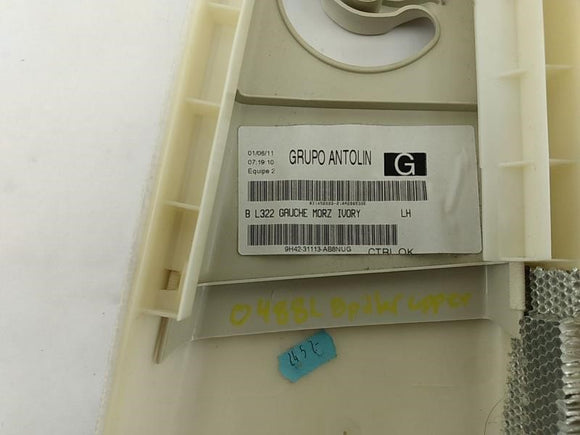 01/06/11
07:19:10
Equipe 2
GRUPO ANTOLIN
G
B L322 GAUCHE MORZ IVORY LH
9H42-31113-AB8NUG
CTRL OK
0488L